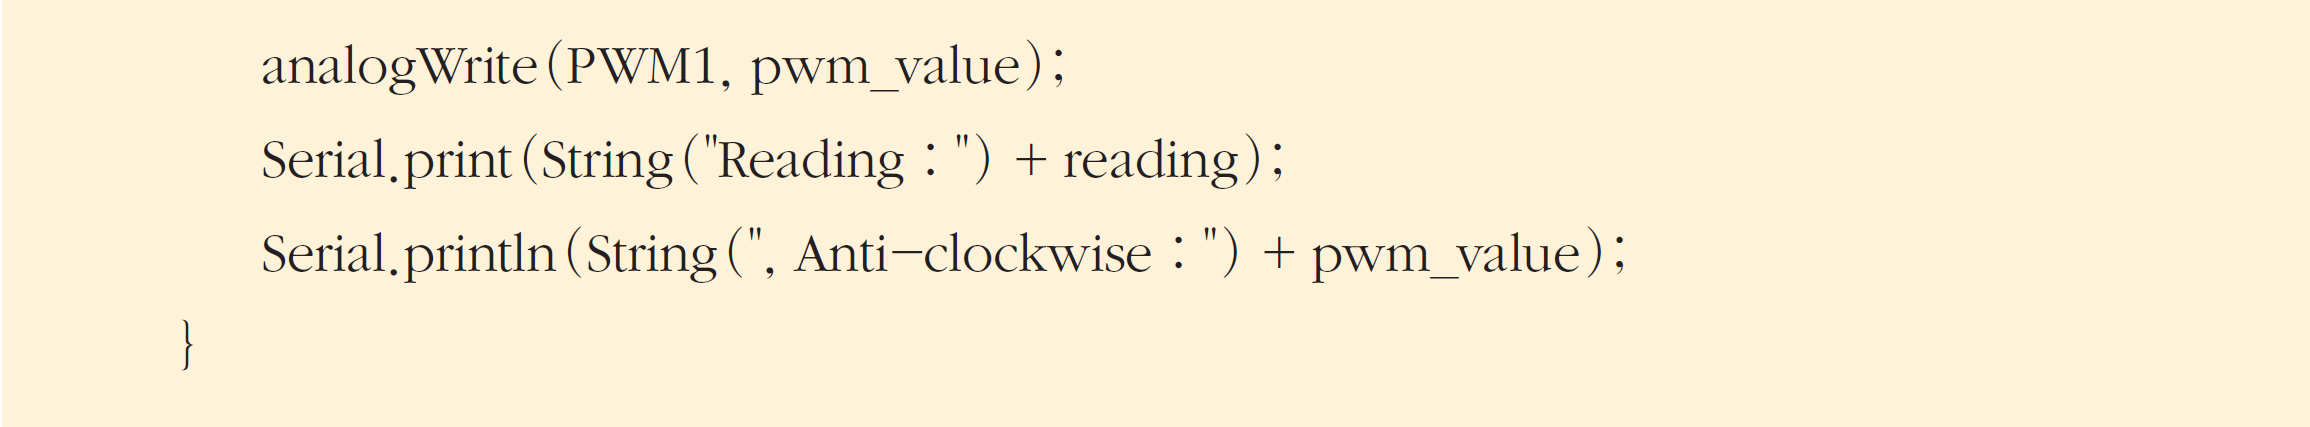 analogWrite(PWM1, pwm_value);
Serial.print(String("Reading : ") + reading);
Serial.println(String(", Anti-clockwise : ") + pwm_value);
}